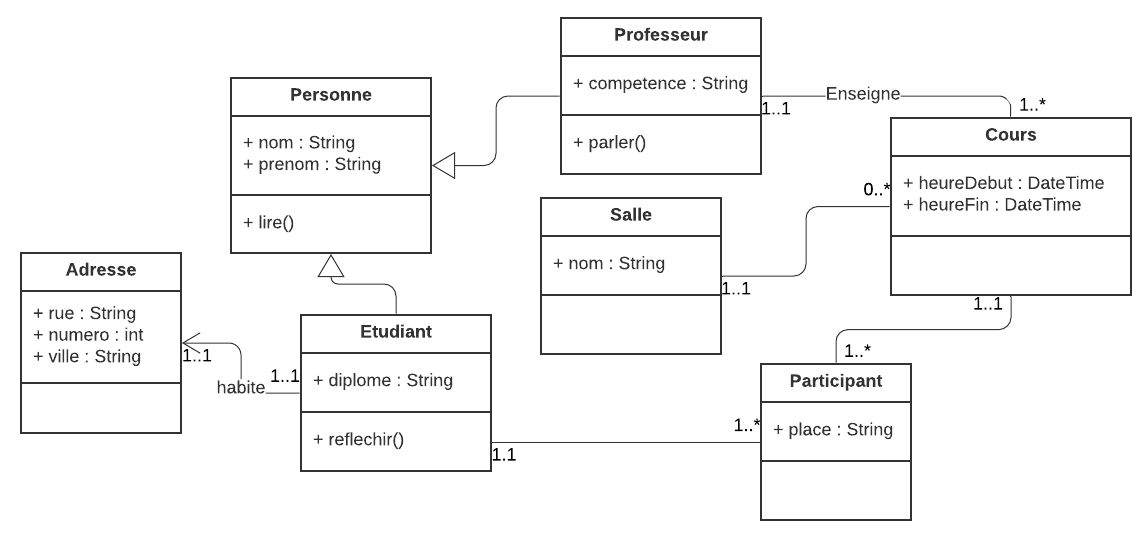 Professeur
+ competence : String
+ parler()
Personne
+ nom : String
+ prenom : String
+ lire()
1..1
Enseigne
1..*
Cours
+ heureDebut : DateTime
+ heureFin : DateTime
0..*
Salle
+ nom : String
1..1
1..1
Adresse
+ rue : String
+ numero : int
+ ville : String
1..1
habite
1..1
Etudiant
+ diplome : String
+ reflechir()
1.1
1..*
1..*
Participant
+ place : String